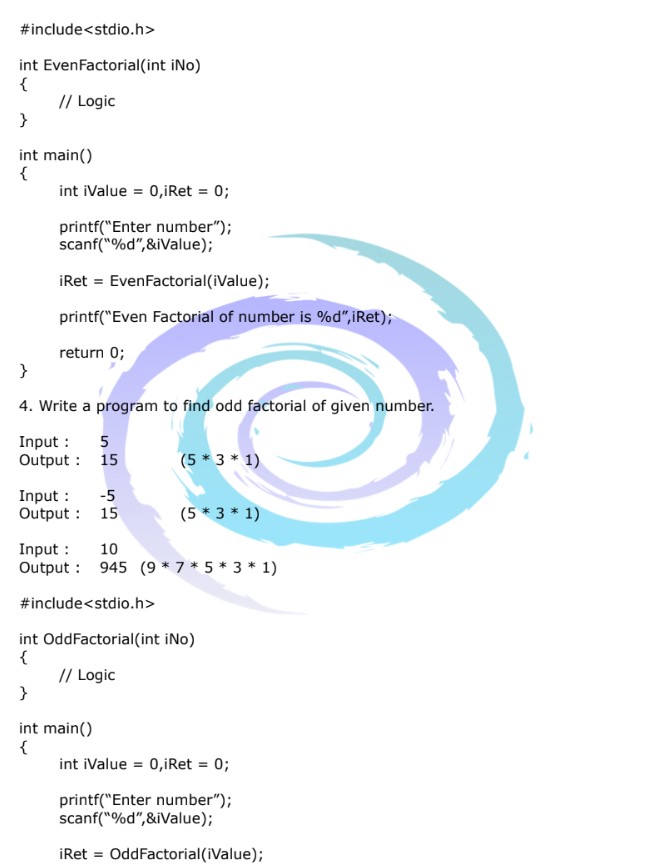 #include<stdio.h>
int EvenFactorial(int iNo)
{
// Logic
}
int main()
{
int iValue = 0,iRet = 0;
printf(“Enter number”);
scanf(“%d”,&iValue);
iRet = EvenFactorial(iValue);
printf(“Even Factorial of number is %d”,iRet);
return 0;
}
4. Write a program to find odd factorial of given number.
Input : 5
Output : 15 (5 * 3 * 1)
Input : -5
Output : 15 (5 * 3 * 1)
Input : 10
Output : 945 (9 * 7 * 5 * 3 * 1)
#include<stdio.h>
int OddFactorial(int iNo)
{
// Logic
}
int main()
{
int iValue = 0,iRet = 0;
printf(“Enter number”);
scanf(“%d”,&iValue);
iRet = OddFactorial(iValue);